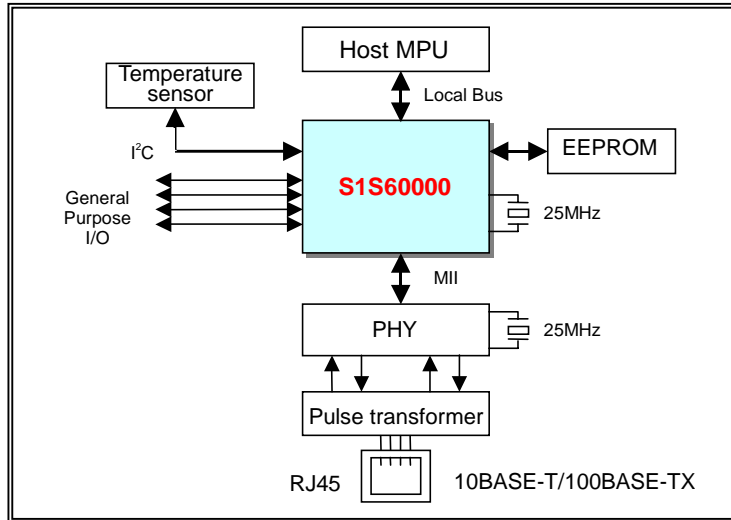 Host MPU
Temperature
sensor
Local Bus
I²C
EEPROM
S1S60000
General
Purpose
I/O
25MHz
MII
PHY
25MHz
Pulse transformer
RJ45
10BASE-T/100BASE-TX